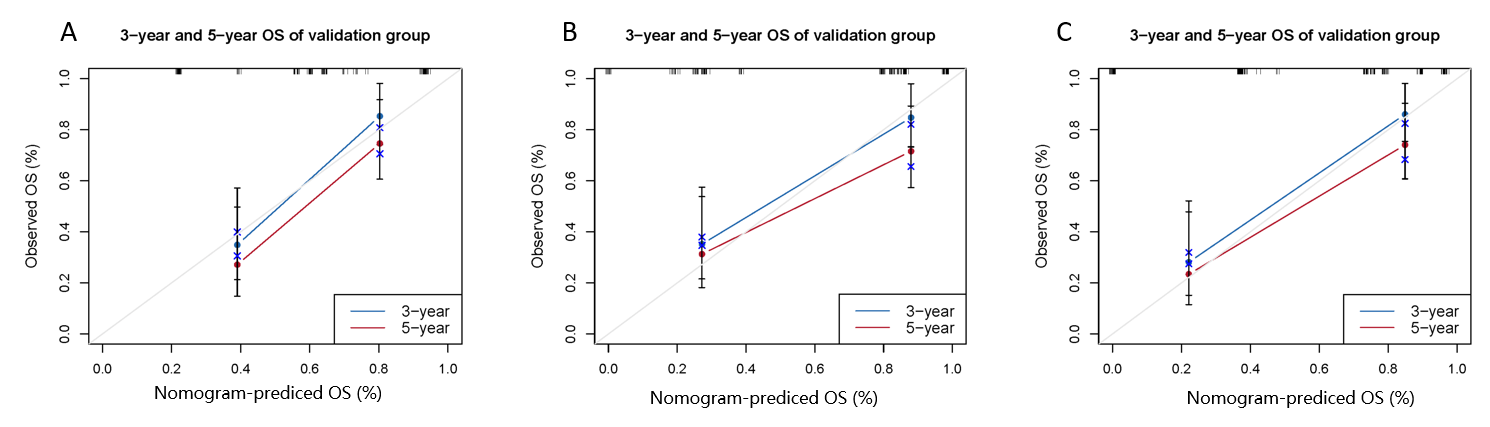 A
3−year and 5−year OS of validation group
Observed OS (%)
1.0
0.8
0.6
0.4
0.2
0.0
3−year
5−year
0.0 0.2 0.4 0.6 0.8 1.0
Nomogram-prediced OS (%)
B
3−year and 5−year OS of validation group
Observed OS (%)
1.0
0.8
0.6
0.4
0.2
0.0
3−year
5−year
0.0 0.2 0.4 0.6 0.8 1.0
Nomogram-prediced OS (%)
C
3−year and 5−year OS of validation group
Observed OS (%)
1.0
0.8
0.6
0.4
0.2
0.0
3−year
5−year
0.0 0.2 0.4 0.6 0.8 1.0
Nomogram-prediced OS (%)